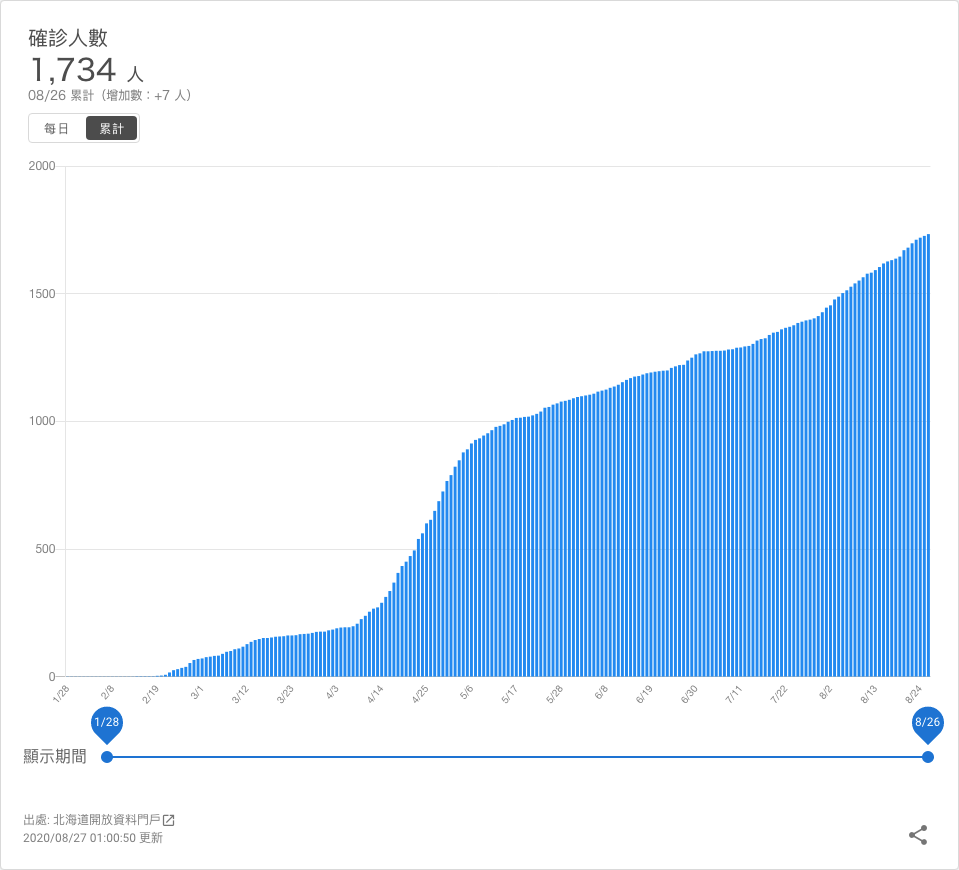 確診人數
1,734 人
08/26 累計（增加數：+7 人）
每日 累計
2000
1500
1000
500
0
1/28 2/8 2/19 3/1 3/12 3/23 4/3 4/14 4/25 5/6 5/17 5/28 6/8 6/19 6/30 7/11 7/22 8/2 8/13 8/24
1/28 8/26
顯示期間
出處: 北海道開放資料門戶
2020/08/27 01:00:50 更新